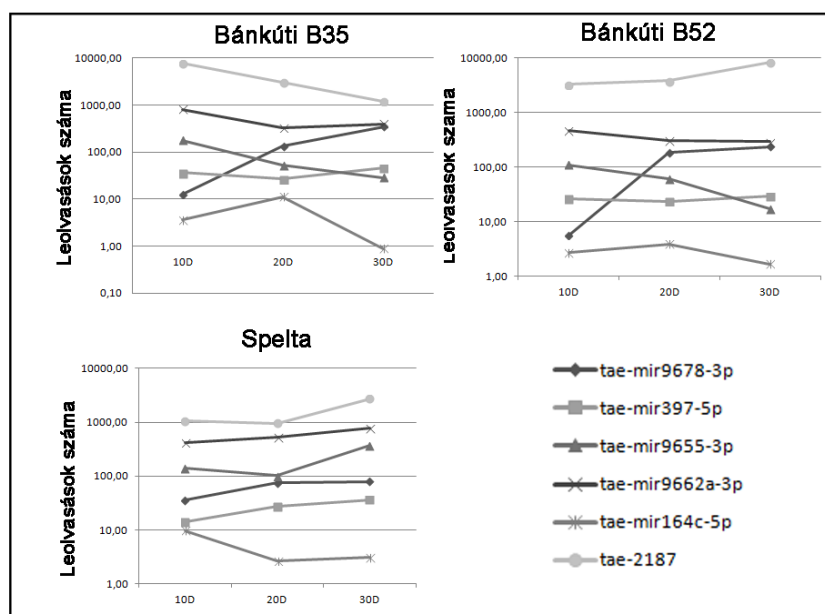 Bánkúti B35
Leolvasások száma
10000,00
1000,00
100,00
10,00
1,00
0,10
10D 20D 30D
Bánkúti B52
Leolvasások száma
10000,00
1000,00
100,00
10,00
1,00
10D 20D 30D
Spelta
Leolvasások száma
10000,00
1000,00
100,00
10,00
1,00
10D 20D 30D
tae-mir9678-3p
tae-mir397-5p
tae-mir9655-3p
tae-mir9662a-3p
tae-mir164c-5p
tae-2187